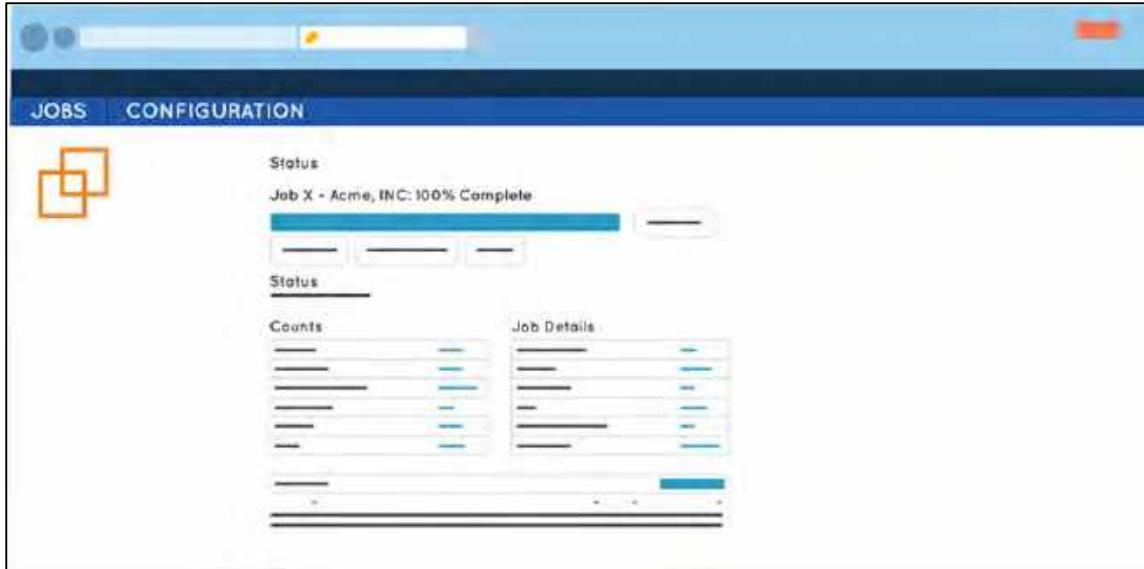 JOBS CONFIGURATION
Status
Job X - Acme, INC: 100% Complete
Status
Counts Job Details